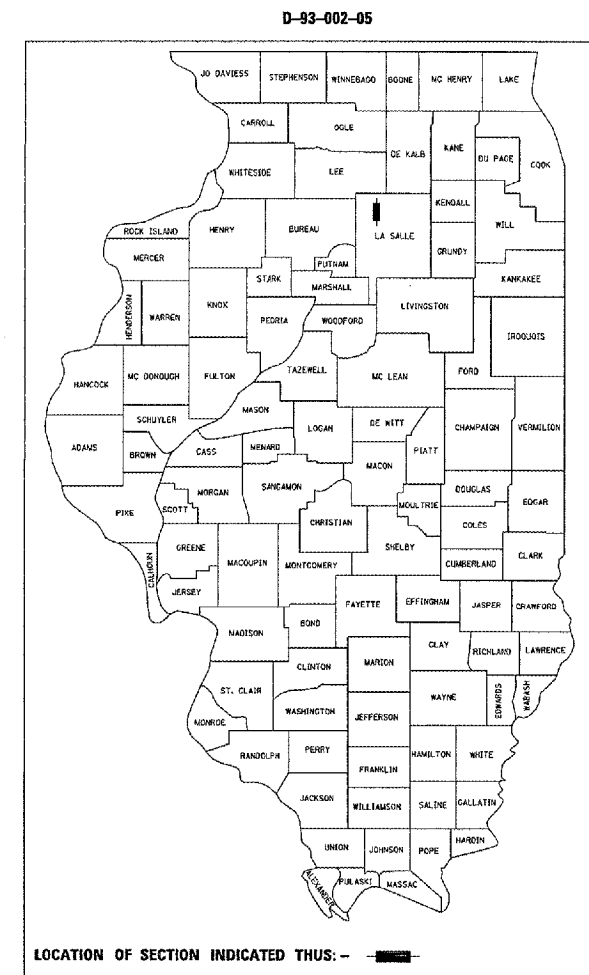 D-93-002-05
JO DAVIESS STEPHENSON WINNEBAGO BOONE MC HENRY LAKE
CARROLL OGLE
DE KALB KANE DU PAGE COOK
WHITESIDE LEE
KENDALL WILL
ROCK ISLAND HENRY BUREAU LA SALLE
MERCER PUTNAM GRUNDY
STARK MARSHALL KANKAKEE
HENDERSON WARREN KNOX PEORIA WOODFORD LIVINGSTON IROQUOIS
HANCOCK MC DONOUGH FULTON TAZEWELL MC LEAN FORD
MASON
SCHUYLER LOGAN DE WITT CHAMPAIGN VERMILION
ADAMS BROWN CASS MENARD PIATT
MACON
PIKE SCOTT MORGAN SANGAMON MOULTRIE DOUGLAS EDGAR
CHRISTIAN COLES
GREENE SHELBY
CALHOUN MACOUPIN MONTGOMERY CUMBERLAND CLARK
JERSEY
FAYETTE EFFINGHAM JASPER CRAWFORD
MADISON BOND
CLAY RICHLAND LAWRENCE
CLINTON MARION
ST. CLAIR WAYNE EDWARDS WABASH
WASHINGTON JEFFERSON
MONROE
RANDOLPH PERRY HAMILTON WHITE
FRANKLIN
JACKSON WILLIAMSON SALINE GALLATIN
UNION JOHNSON POPE HARDIN
ALEXANDER PULASKI MASSAC
LOCATION OF SECTION INDICATED THUS: -